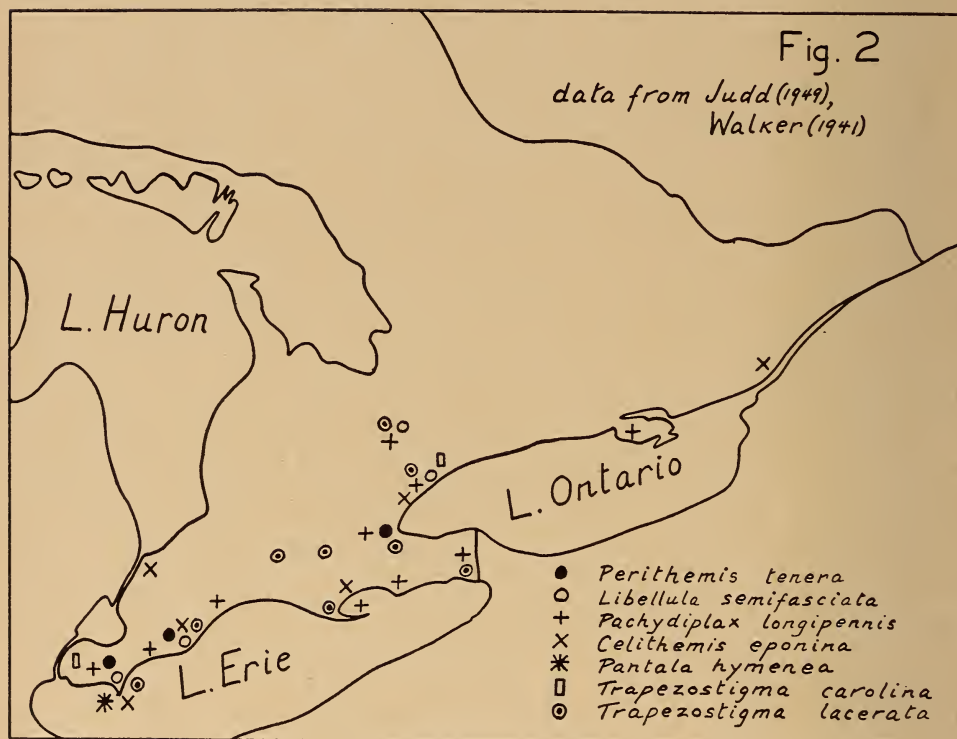 Fig. 2
data from Judd (1949),
Walker (1941)
L. Huron
L. Ontario
L. Erie
Perithemis tenera
Libellula semifasciata
Pachydiplax longipennis
Celithemis eponina
Pantala hymenea
Trapezostigma carolina
Trapezostigma lacerata